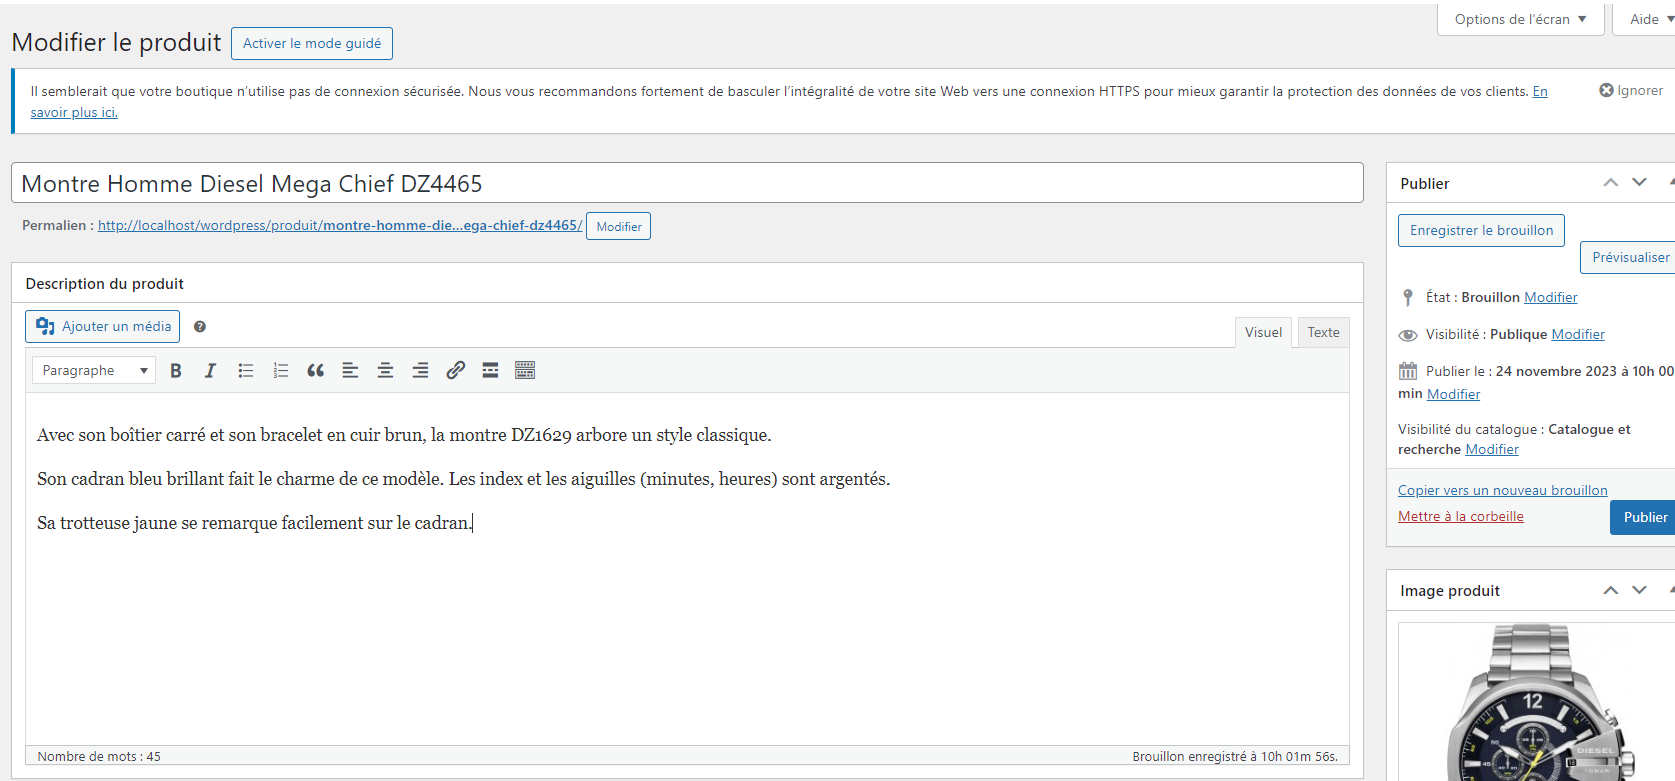 Options de l'écran ▼
Aide ▼
Modifier le produit
Activer le mode guidé
Il semblerait que votre boutique n'utilise pas de connexion sécurisée. Nous vous recommandons fortement de basculer l'intégralité de votre site Web vers une connexion HTTPS pour mieux garantir la protection des données de vos clients. En
savoir plus ici.
Ignorer
Montre Homme Diesel Mega Chief DZ4465
Permalien : http://localhost/wordpress/produit/montre-homme-die...ega-chief-dz4465/ Modifier
Description du produit
Ajouter un média
Visuel
Texte
Paragraphe ▼
Avec son boîtier carré et son bracelet en cuir brun, la montre DZ1629 arbore un style classique.
Son cadran bleu brillant fait le charme de ce modèle. Les index et les aiguilles (minutes, heures) sont argentés.
Sa trotteuse jaune se remarque facilement sur le cadran.
Nombre de mots : 45
Brouillon enregistré à 10h 01m 56s.
Publier
Enregistrer le brouillon
Prévisualiser
État : Brouillon Modifier
Visibilité : Publique Modifier
Publier le : 24 novembre 2023 à 10h 00
min Modifier
Visibilité du catalogue : Catalogue et
recherche Modifier
Copier vers un nouveau brouillon
Mettre à la corbeille
Publier
Image produit
12
DIESEL